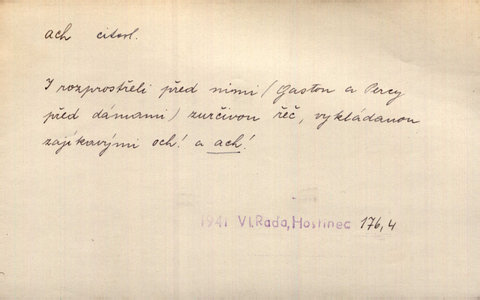 ach citosl.
I rozprostřeli před nimi (Gaston a Percy
před dámami) zurčivou řeč, vykládanou
zajíkavými och! a ach!
1941 Vl. Rada, Hostinec 176,4